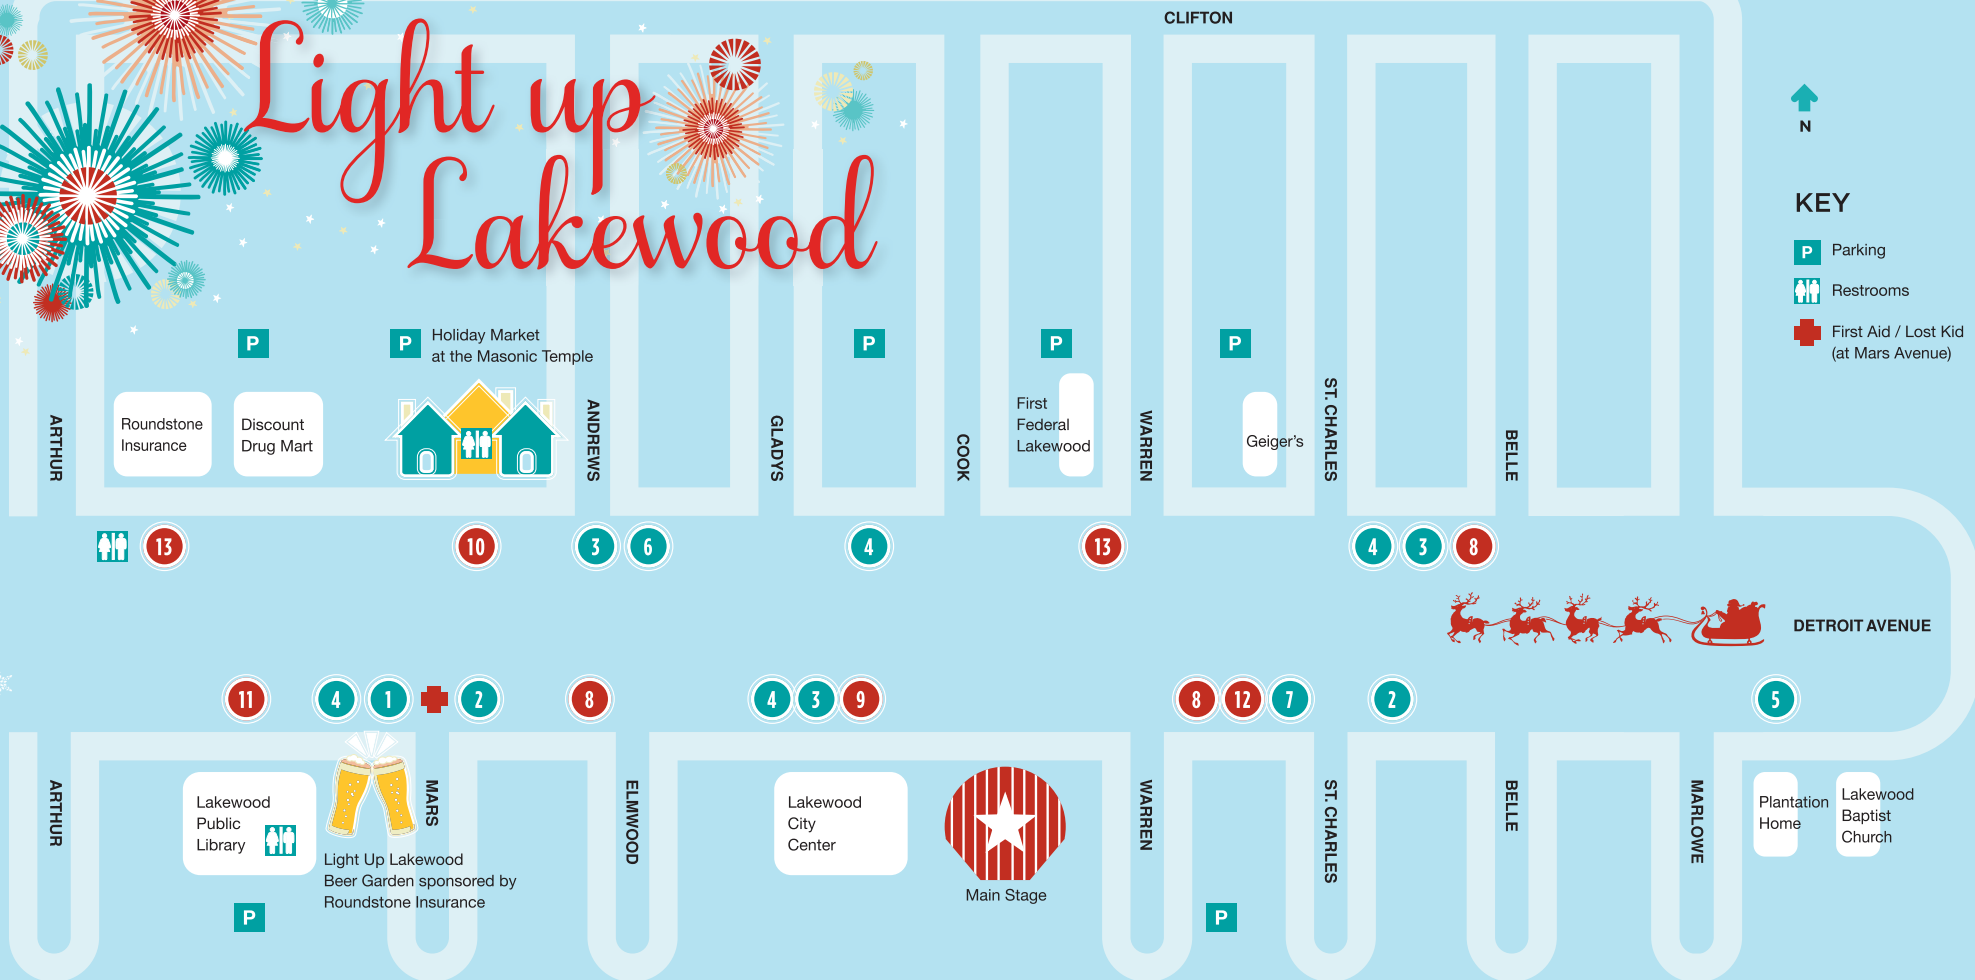 CLIFTON
Light up
Lakewood
N
KEY
P Parking
Restrooms
First Aid / Lost Kid
(at Mars Avenue)
P
P
Holiday Market
at the Masonic Temple
P
P
P
ARTHUR
Roundstone
Insurance
Discount
Drug Mart
ANDREWS
GLADYS
COOK
First
Federal
Lakewood
WARREN
Geiger's
ST. CHARLES
BELLE
13
10
3
6
4
13
4
3
8
DETROIT AVENUE
11
4
1
2
8
4
3
9
8
12
7
2
5
ARTHUR
Lakewood
Public
Library
MARS
Light Up Lakewood
Beer Garden sponsored by
Roundstone Insurance
ELMWOOD
Lakewood
City
Center
Main Stage
WARREN
ST. CHARLES
BELLE
MARLOWE
Plantation
Home
Lakewood
Baptist
Church
P
P